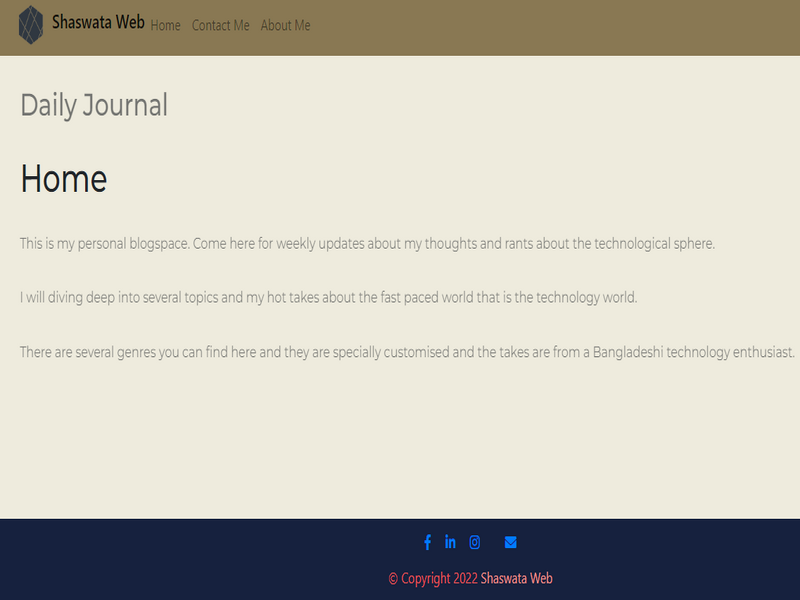 Shaswata Web Home Contact Me About Me
Daily Journal
Home
This is my personal blogspace. Come here for weekly updates about my thoughts and rants about the technological sphere.
I will diving deep into several topics and my hot takes about the fast paced world that is the technology world.
There are several genres you can find here and they are specially customised and the takes are from a Bangladeshi technology enthusiast.
© Copyright 2022 Shaswata Web